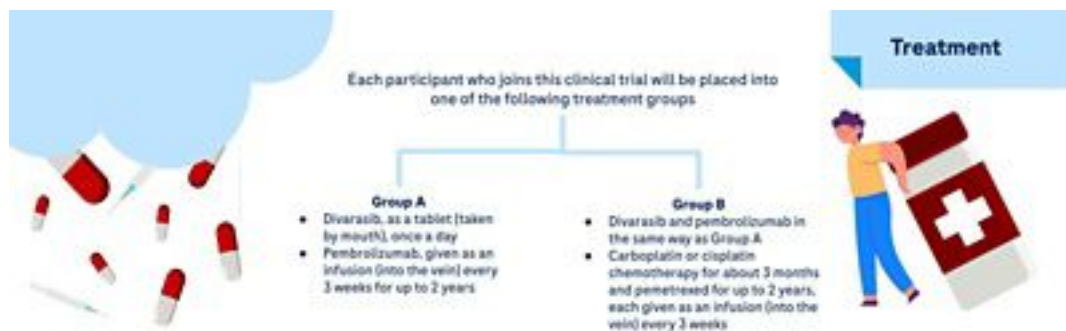 Treatment
Each participant who joins this clinical trial will be placed into
one of the following treatment groups
Group A
• Divarasib, as a tablet (taken
by mouth), once a day
• Pembrolizumab, given as an
infusion (into the vein) every
3 weeks for up to 2 years
Group B
• Divarasib and pembrolizumab in
the same way as Group A
• Carboplatin or cisplatin
chemotherapy for about 3 months
and pemetrexed for up to 2 years,
each given as an infusion (into the
vein) every 3 weeks